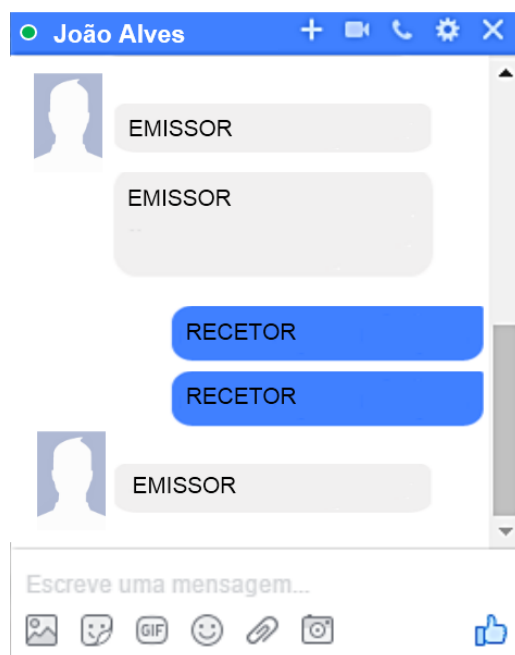 João Alves
EMISSOR
EMISSOR
RECETOR
RECETOR
EMISSOR
Escreve uma mensagem...
GIF